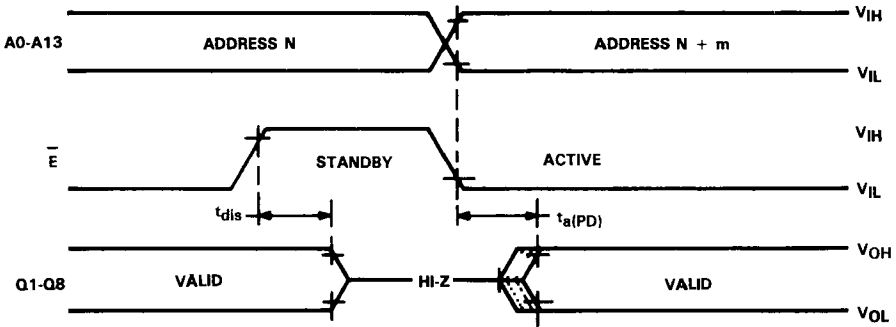 A0-A13 ADDRESS N ADDRESS N + m VIH
VIL
E STANDBY ACTIVE VIH
VIL
tdis ta(PD)
Q1-Q8 VALID HI-Z VALID VOH
VOL